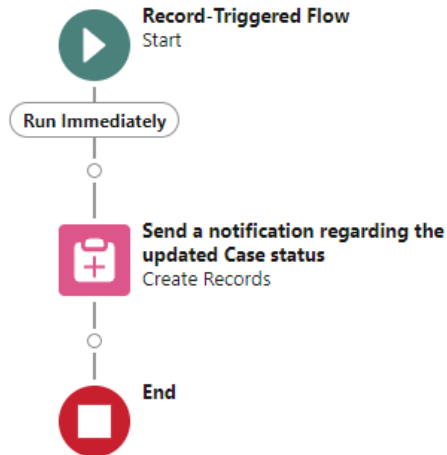 Record-Triggered Flow
Start
Run Immediately
Send a notification regarding the
updated Case status
Create Records
End